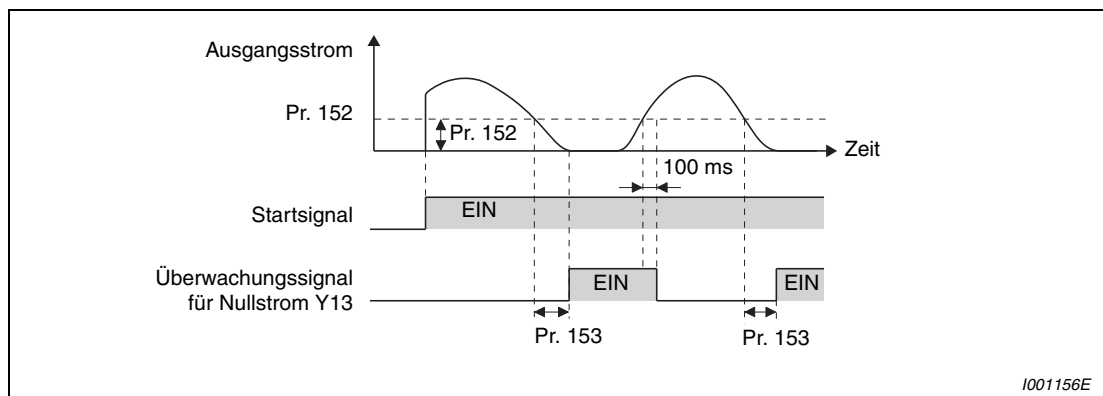 Ausgangsstrom
Pr. 152
Pr. 152
Zeit
100 ms
Startsignal
EIN
Überwachungssignal
für Nullstrom Y13
EIN
EIN
Pr. 153
Pr. 153
I001156E